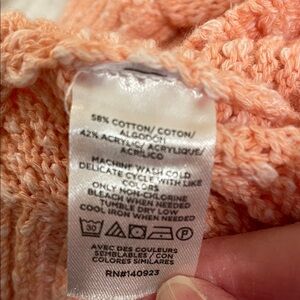 58% COTTON/ COTON/
ALGODON
42% ACRYLIC/ ACRYLIQUE/
ACRILICO
MACHINE WASH COLD
DELICATE CYCLE WITH LIKE
COLORS
ONLY NON-CHLORINE
BLEACH WHEN NEEDED
TUMBLE DRY LOW
COOL IRON WHEN NEEDED
30 P
AVEC DES COULEURS
SEMBLABLES / CON
COLORES SIMILARES
RN#140923